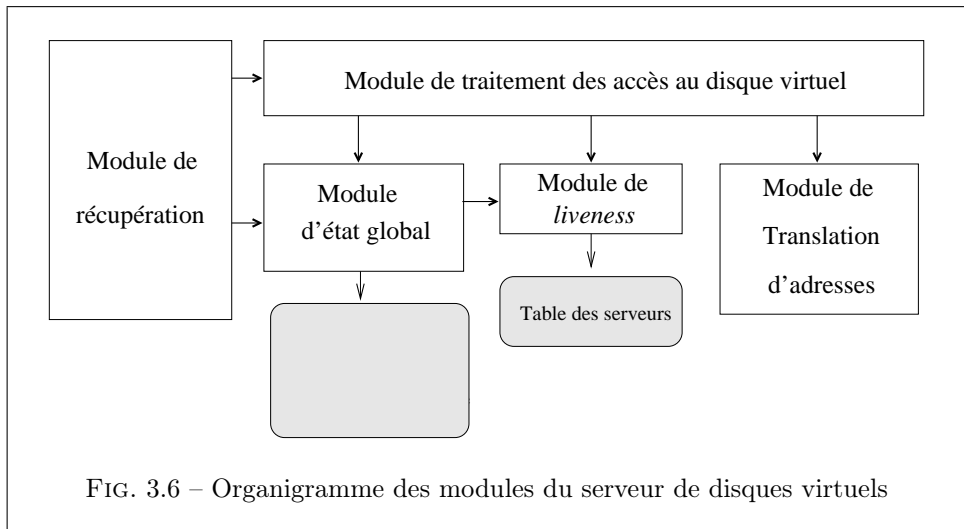 Module de traitement des accès au disque virtuel
Module de
récupération
Module
d'état global
Module de
liveness
Module de
Translation
d'adresses
Table des serveurs
FIG. 3.6 – Organigramme des modules du serveur de disques virtuels